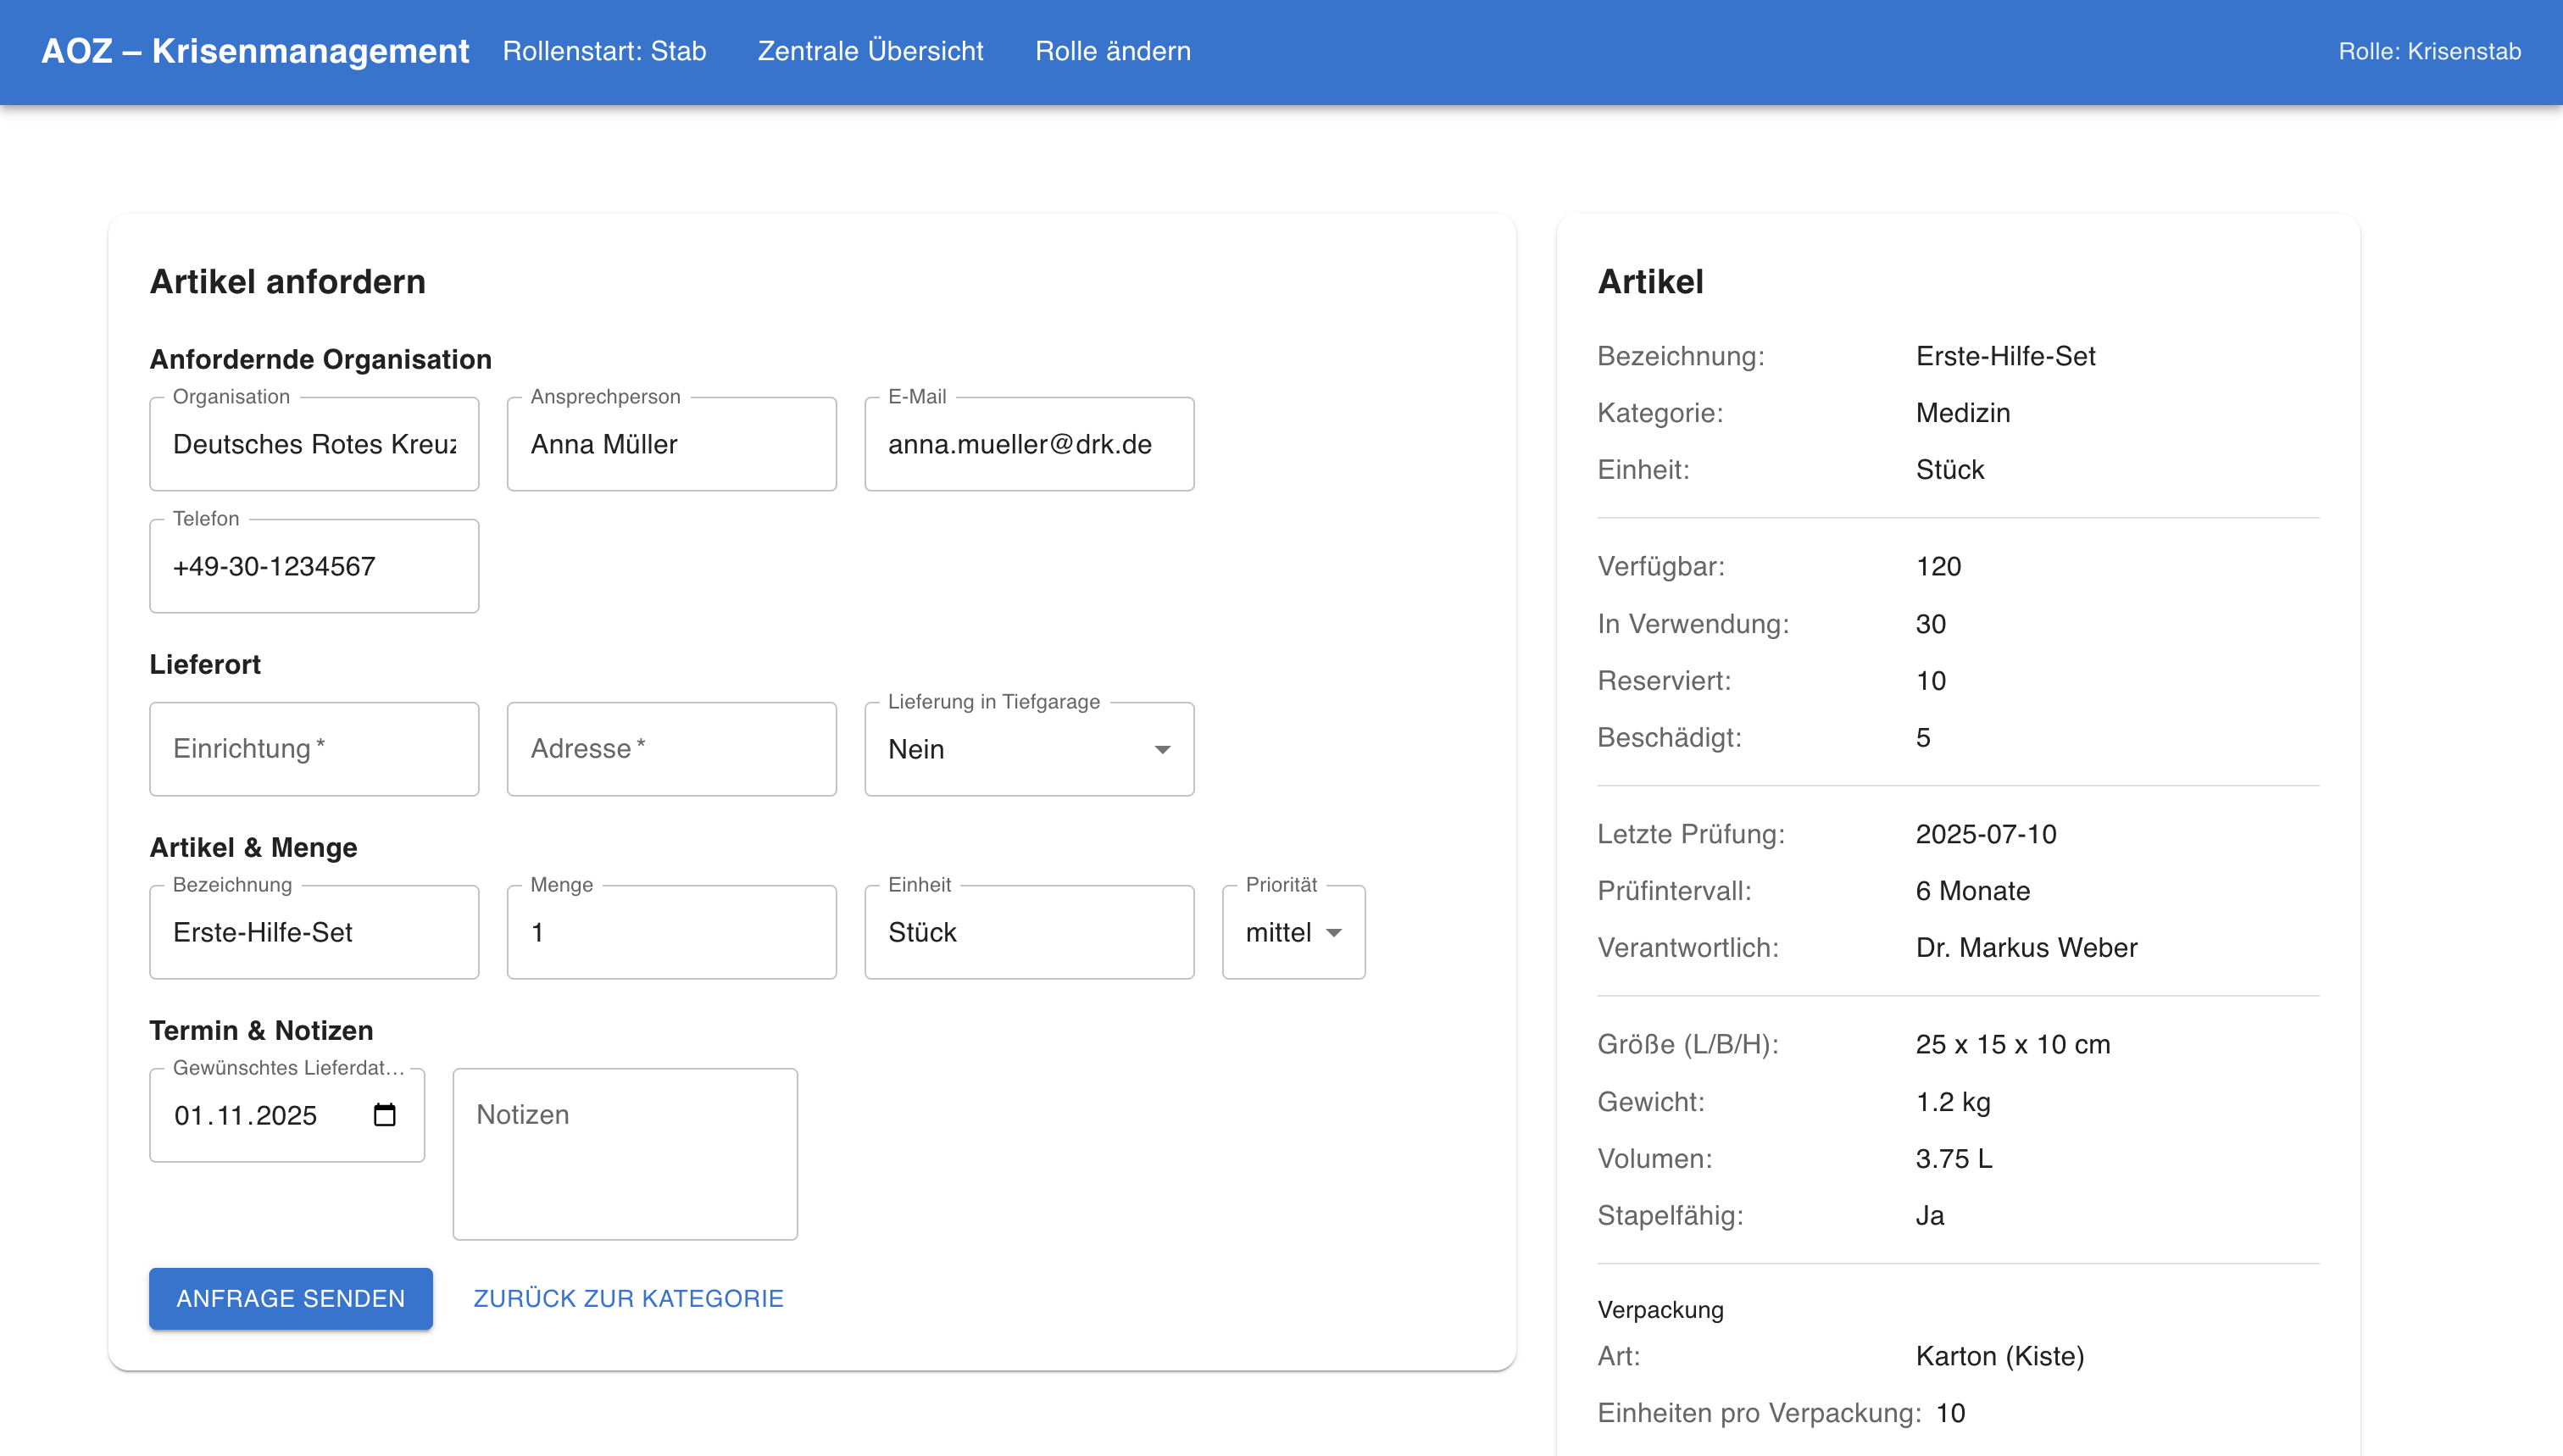 AOZ – Krisenmanagement Rollenstart: Stab Zentrale Übersicht Rolle ändern Rolle: Krisenstab
Artikel anfordern
Anfordernde Organisation
Organisation Ansprechperson E-Mail
Deutsches Rotes Kreuz Anna Müller anna.mueller@drk.de
Telefon
+49-30-1234567
Lieferort
Lieferung in Tiefgarage
Einrichtung * Adresse * Nein
Artikel & Menge
Bezeichnung Menge Einheit Priorität
Erste-Hilfe-Set 1 Stück mittel
Termin & Notizen
Gewünschtes Lieferdat...
01.11.2025 Notizen
ANFRAGE SENDEN ZURÜCK ZUR KATEGORIE
Artikel
Bezeichnung: Erste-Hilfe-Set
Kategorie: Medizin
Einheit: Stück
Verfügbar: 120
In Verwendung: 30
Reserviert: 10
Beschädigt: 5
Letzte Prüfung: 2025-07-10
Prüfintervall: 6 Monate
Verantwortlich: Dr. Markus Weber
Größe (L/B/H): 25 x 15 x 10 cm
Gewicht: 1.2 kg
Volumen: 3.75 L
Stapelfähig: Ja
Verpackung
Art: Karton (Kiste)
Einheiten pro Verpackung: 10